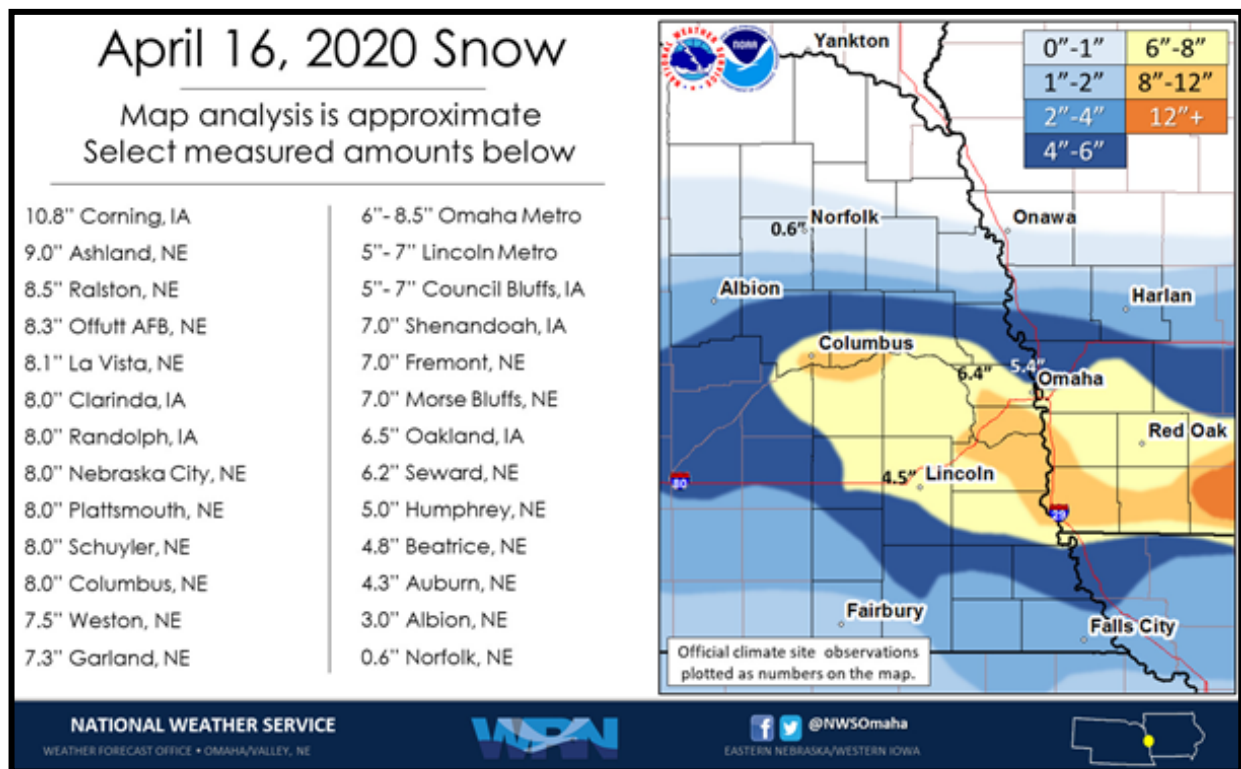 April 16, 2020 Snow
Map analysis is approximate
Select measured amounts below
10.8" Corning, IA
9.0" Ashland, NE
8.5" Ralston, NE
8.3" Offutt AFB, NE
8.1" La Vista, NE
8.0" Clarinda, IA
8.0" Randolph, IA
8.0" Nebraska City, NE
8.0" Plattsmouth, NE
8.0" Schuyler, NE
8.0" Columbus, NE
7.5" Weston, NE
7.3" Garland, NE
6"- 8.5" Omaha Metro
5"- 7" Lincoln Metro
5"- 7" Council Bluffs, IA
7.0" Shenandoah, IA
7.0" Fremont, NE
7.0" Morse Bluffs, NE
6.5" Oakland, IA
6.2" Seward, NE
5.0" Humphrey, NE
4.8" Beatrice, NE
4.3" Auburn, NE
3.0" Albion, NE
0.6" Norfolk, NE
NATIONAL WEATHER SERVICE
NOAA
Yankton
0"-1"
6"-8"
1"-2"
8"-12"
2"-4"
12"+
4"-6"
Norfolk
0.6"
Onawa
Albion
Harlan
Columbus
6.4"
5.4"
Omaha
Red Oak
80
4.5"
Lincoln
29
Fairbury
Falls City
Official climate site observations
plotted as numbers on the map.
NATIONAL WEATHER SERVICE
WEATHER FORECAST OFFICE • OMAHA/VALLEY, NE
WRN
@NWSOmaha
EASTERN NEBRASKA/WESTERN IOWA